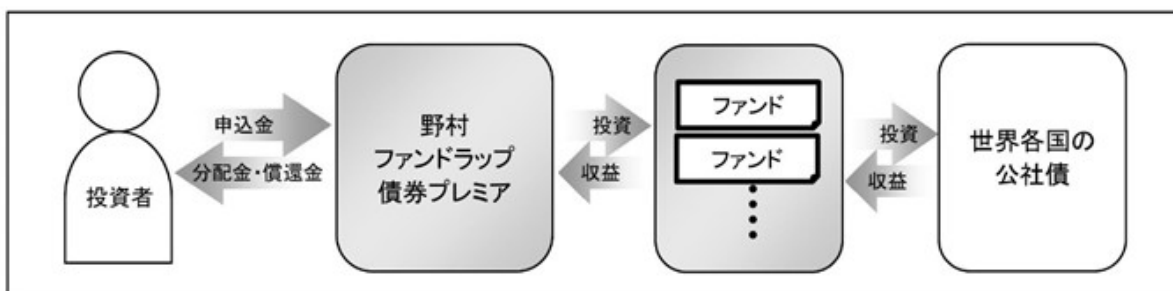 投資者
申込金
分配金・償還金
野村
ファンドラップ
債券プレミア
投資
収益
ファンド
ファンド
投資
収益
世界各国の
公社債